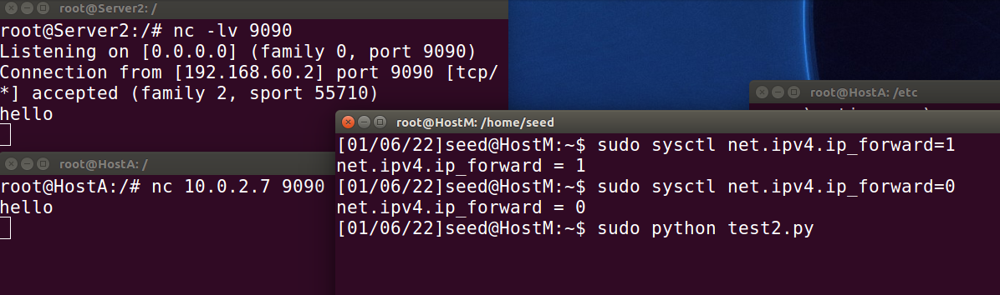 root@Server2: /
root@Server2:/# nc -lv 9090
Listening on [0.0.0.0] (family 0, port 9090)
Connection from [192.168.60.2] port 9090 [tcp/
*] accepted (family 2, sport 55710)
hello
root@HostA: /
root@HostA:/# nc 10.0.2.7 9090
hello
root@HostA: /etc
root@HostM: /home/seed
[01/06/22]seed@HostM:~$ sudo sysctl net.ipv4.ip_forward=1
net.ipv4.ip_forward = 1
[01/06/22]seed@HostM:~$ sudo sysctl net.ipv4.ip_forward=0
net.ipv4.ip_forward = 0
[01/06/22]seed@HostM:~$ sudo python test2.py